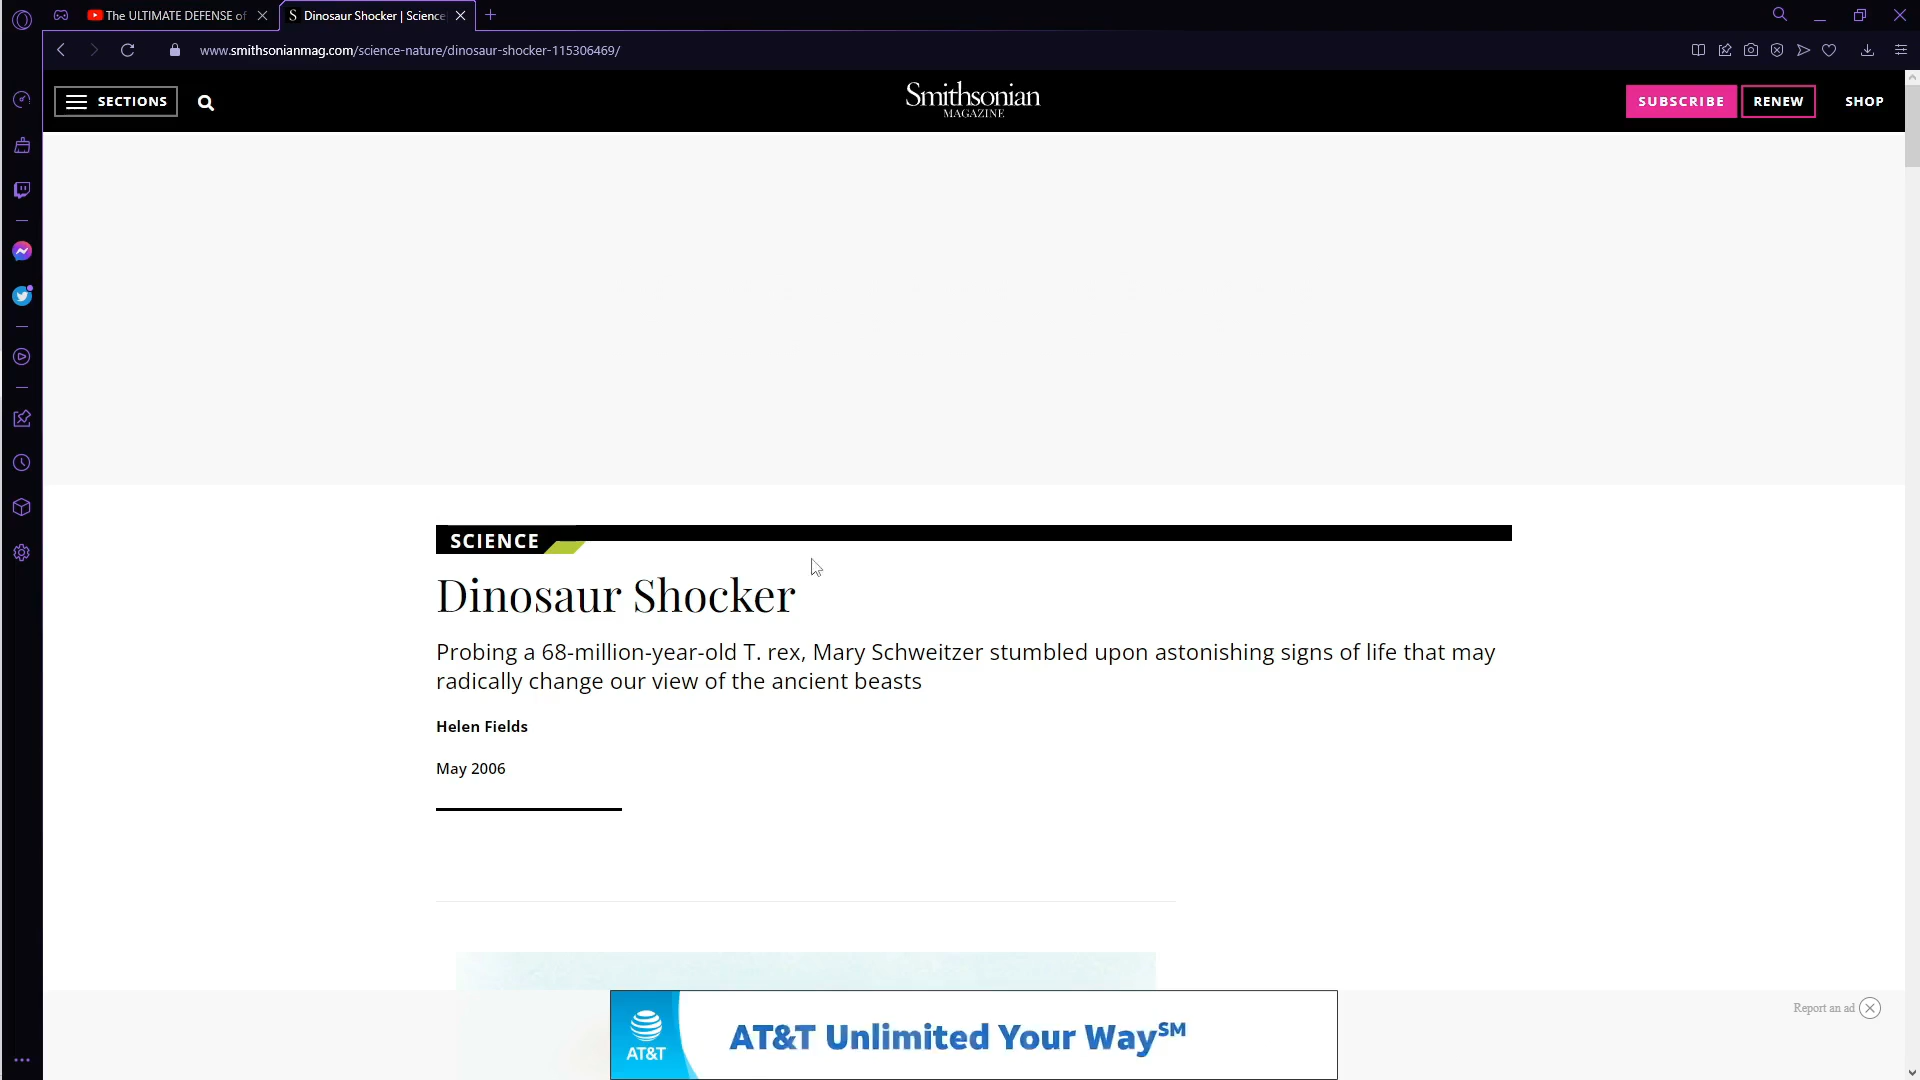 The ULTIMATE DEFENSE of
Dinosaur Shocker | Science
www.smithsonianmag.com/science-nature/dinosaur-shocker-115306469/
SECTIONS
Smithsonian
MAGAZINE
SUBSCRIBE
RENEW
SHOP
SCIENCE
Dinosaur Shocker
Probing a 68-million-year-old T. rex, Mary Schweitzer stumbled upon astonishing signs of life that may
radically change our view of the ancient beasts
Helen Fields
May 2006
Report an ad
AT&T
AT&T Unlimited Your Way℠